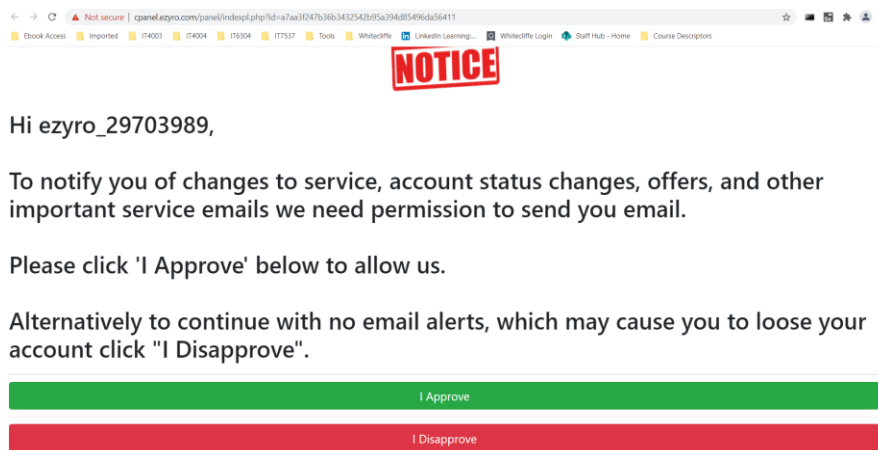 Not secure | cpanel.ezyro.com/panel/indexpl.php?id=a7aa3f247b36b3432542b95a394d85496da56411
Ebook Access Imported IT4003 IT4004 IT6304 IT7537 Tools Whitecliffe LinkedIn Learning:... Whitecliffe Login Staff Hub - Home Course Descriptors
NOTICE
Hi ezyro_29703989,
To notify you of changes to service, account status changes, offers, and other
important service emails we need permission to send you email.
Please click 'I Approve' below to allow us.
Alternatively to continue with no email alerts, which may cause you to loose your
account click "I Disapprove".
I Approve
I Disapprove